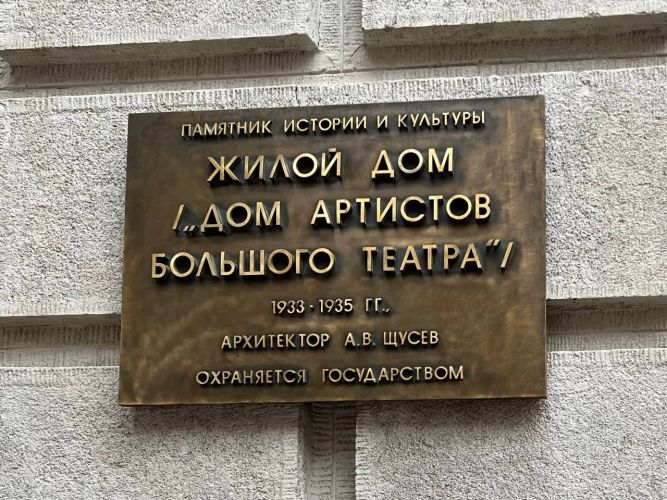 ПАМЯТНИК ИСТОРИИ И КУЛЬТУРЫ
ЖИЛОЙ ДОМ
/„ДОМ АРТИСТОВ
БОЛЬШОГО ТЕАТРА"/
1933-1935 ГГ.,
АРХИТЕКТОР А.В. ЩУСЕВ
ОХРАНЯЕТСЯ ГОСУДАРСТВОМ